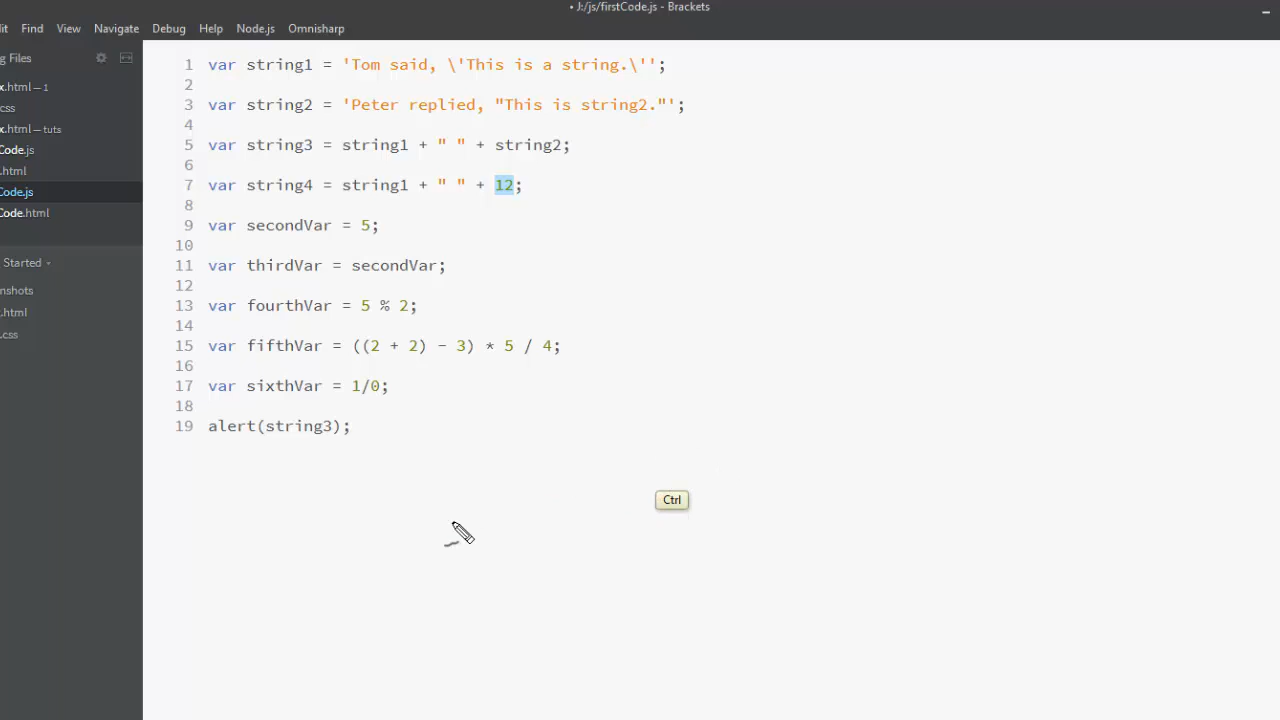 • J:/js/firstCode.js - Brackets
it Find View Navigate Debug Help Node.js Omnisharp
g Files
x.html — 1
css
x.html — tuts
Code.js
.html
Code.js
Code.html
Started
nshots
.html
.css
1 var string1 = 'Tom said, \'This is a string.\'';
2
3 var string2 = 'Peter replied, "This is string2."';
4
5 var string3 = string1 + " " + string2;
6
7 var string4 = string1 + " " + 12;
8
9 var secondVar = 5;
10
11 var thirdVar = secondVar;
12
13 var fourthVar = 5 % 2;
14
15 var fifthVar = ((2 + 2) - 3) * 5 / 4;
16
17 var sixthVar = 1/0;
18
19 alert(string3);
Ctrl